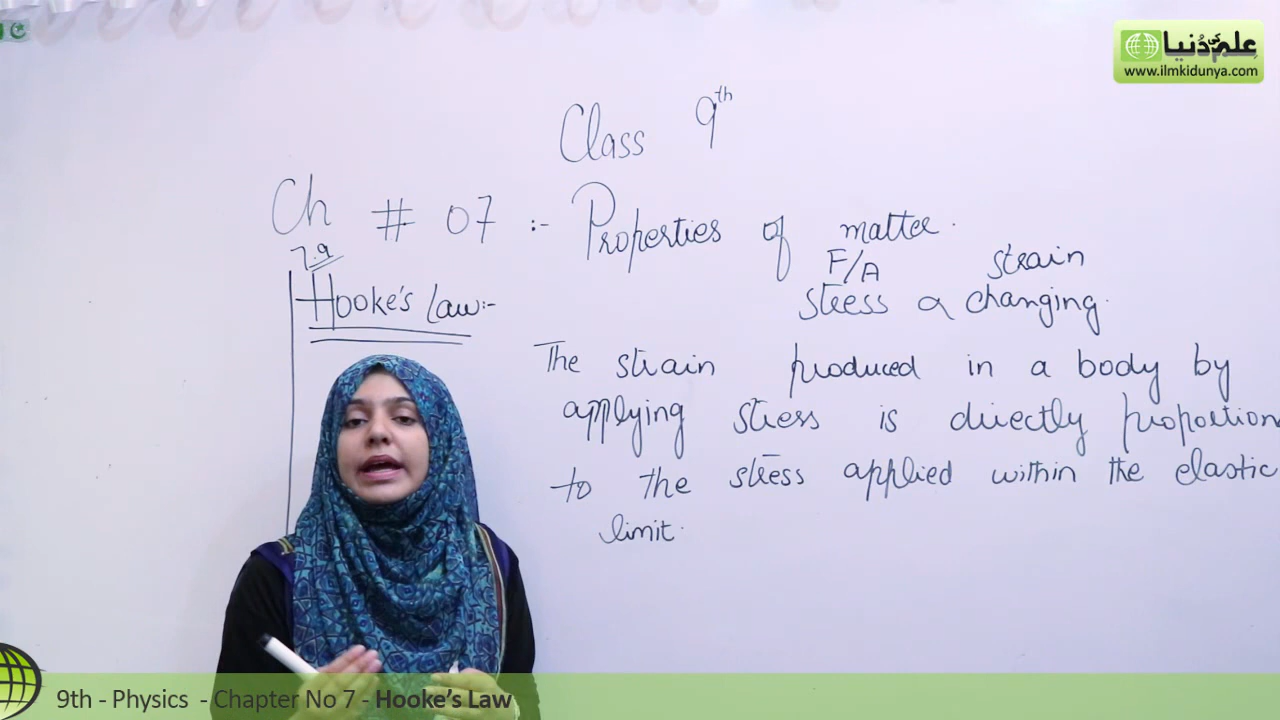 علم کی دُنیا
www.ilmkidunya.com
Class 9th
Ch # 07 :- Properties of matter.
7.9
Hooke's Law:-
F/A strain
stress α changing.
The strain produced in a body by
applying stress is directly proportion
to the stress applied within the elastic
limit.
9th - Physics - Chapter No 7 - Hooke's Law